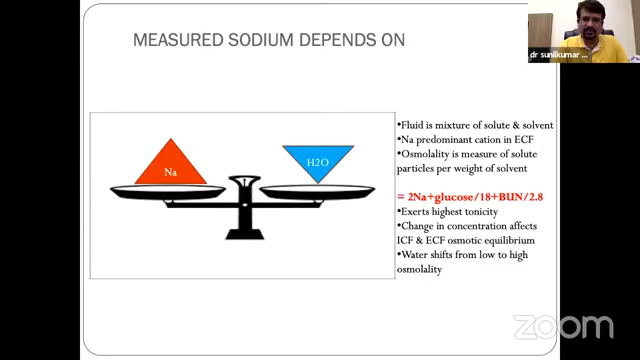 MEASURED SODIUM DEPENDS ON
dr sunilkumar ...
Na
H2O
•Fluid is mixture of solute & solvent
•Na predominant cation in ECF
•Osmolality is measure of solute
particles per weight of solvent
= 2Na+glucose/18+BUN/2.8
•Exerts highest tonicity
•Change in concentration affects
ICF & ECF osmotic equilibrium
•Water shifts from low to high
osmolality
zoom